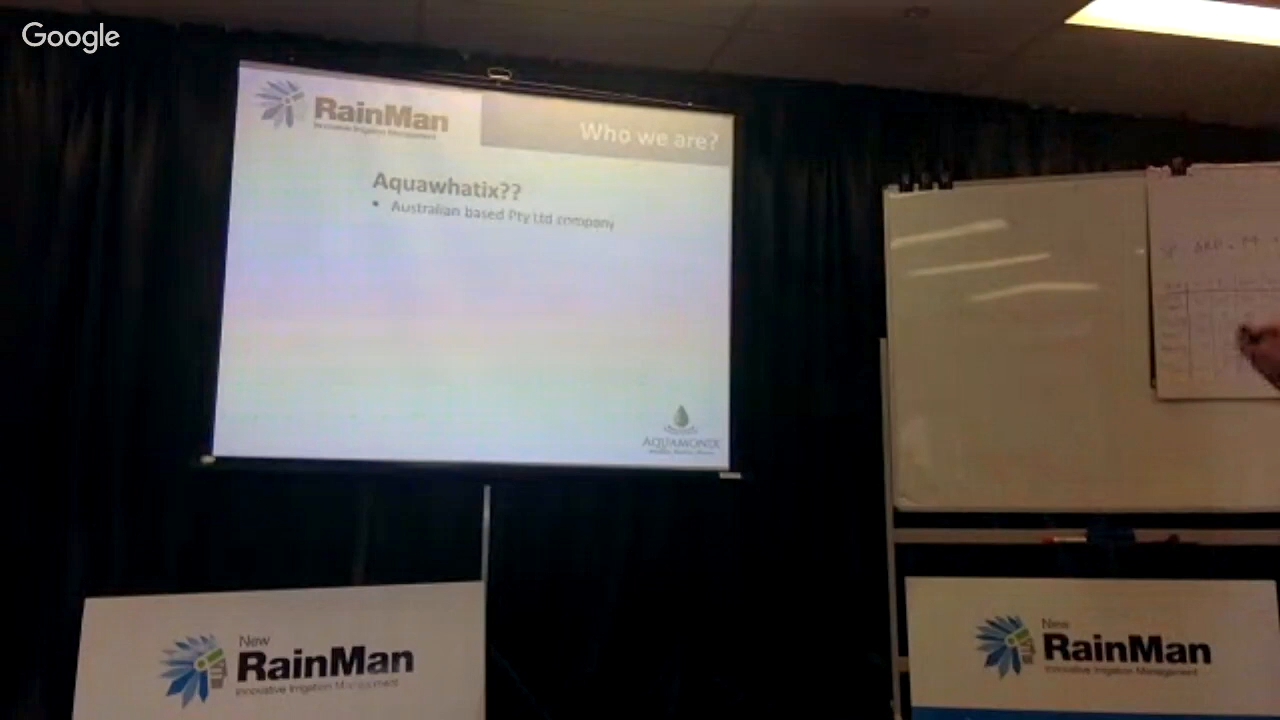 Google
RainMan
Innovative Irrigation Management
Who we are?
Aquawhatix??
• Australian based Pty Ltd company
AQUAMONIX
New
RainMan
Innovative Irrigation Management
New
RainMan
Innovative Irrigation Management